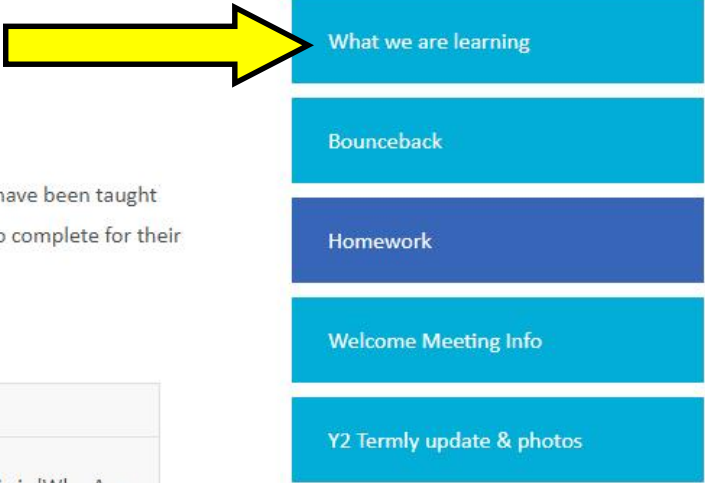 What we are learning
Bounceback
have been taught
complete for their
Homework
Welcome Meeting Info
Y2 Termly update & photos